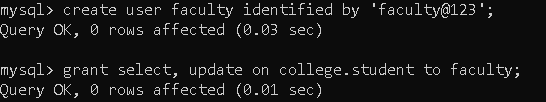 mysql> create user faculty identified by 'faculty@123';
Query OK, 0 rows affected (0.03 sec)
mysql> grant select, update on college.student to faculty;
Query OK, 0 rows affected (0.01 sec)